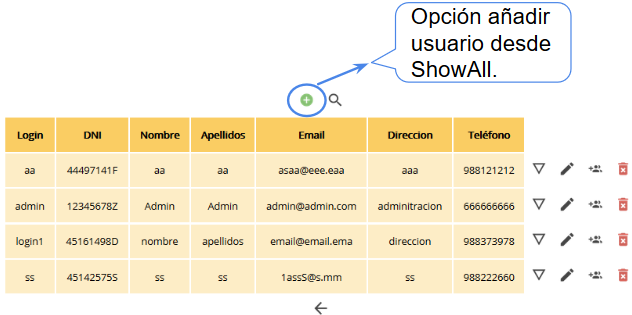 Opción añadir
usuario desde
ShowAll.
Login DNI Nombre Apellidos Email Direccion Teléfono
aa 44497141F aa aa asaa@eee.eaa aaa 988121212
admin 12345678Z Admin Admin admin@admin.com adminitracion 666666666
login1 45161498D nombre apellidos email@email.ema direccion 988373978
ss 45142575S ss ss 1assS@s.mm ss 988222660